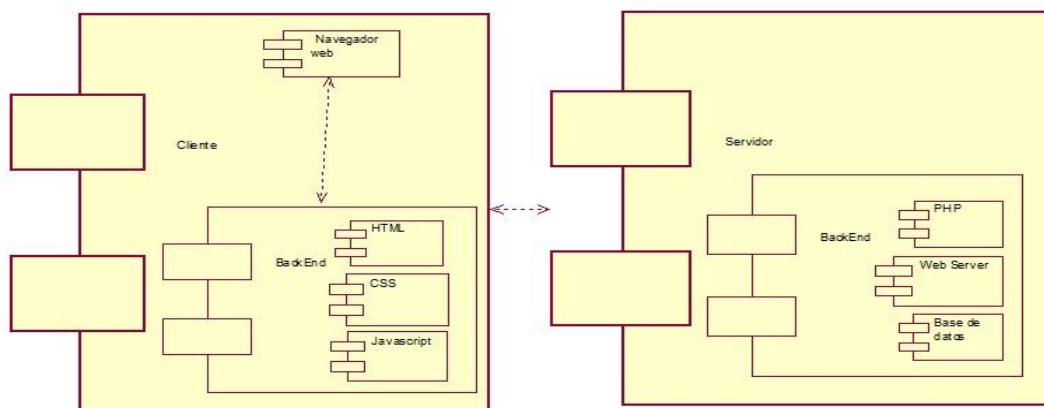 Navegador
web
Cliente
HTML
BackEnd
CSS
Javascript
Servidor
PHP
BackEnd
Web Server
Base de
datos